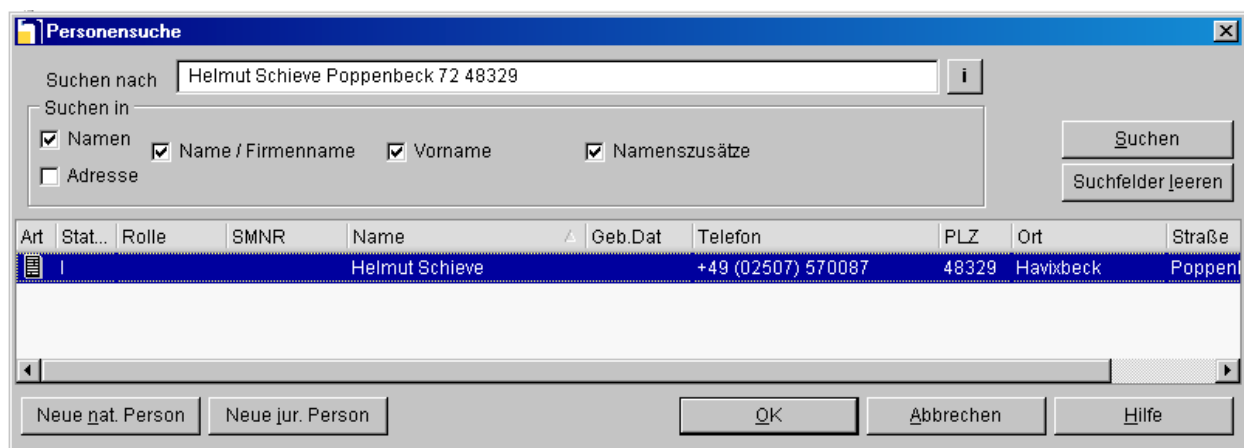 Personensuche
Suchen nach Helmut Schieve Poppenbeck 72 48329 i
Suchen in
Namen Name / Firmenname Vorname Namenszusätze
Adresse
Suchen
Suchfelder leeren
Art Stat... Rolle SMNR Name Geb.Dat Telefon PLZ Ort Straße
I Helmut Schieve +49 (02507) 570087 48329 Havixbeck Poppenl
Neue nat. Person Neue jur. Person OK Abbrechen Hilfe